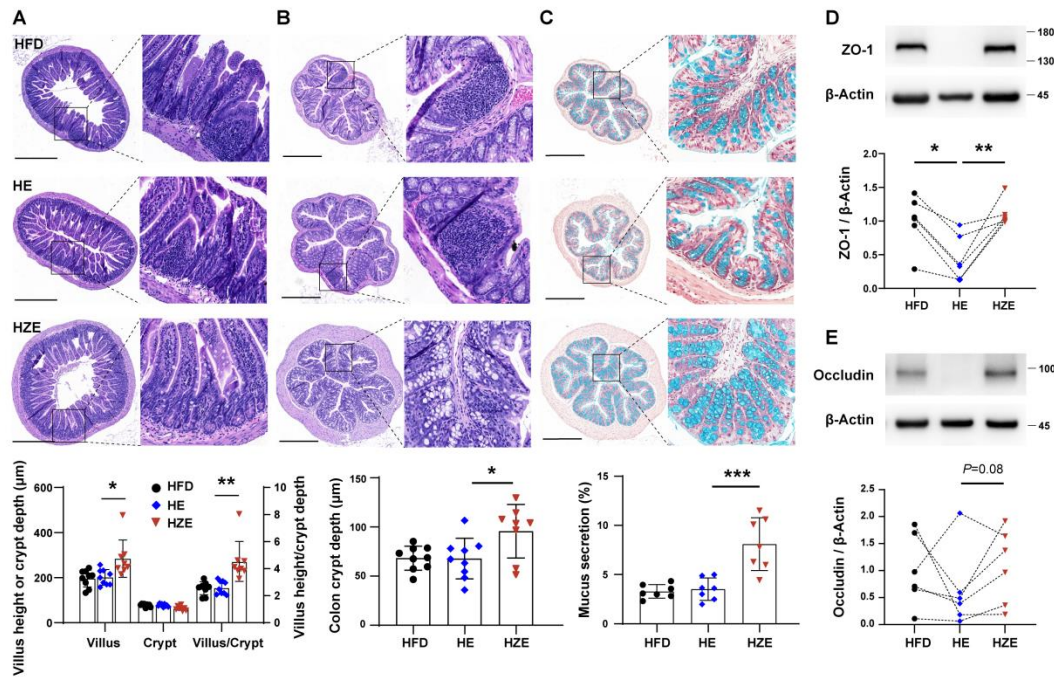 A
B
C
D
HFD
HE
HZE
ZO-1
180
130
β-Actin
45
* **
ZO-1 / β-Actin
2.0
1.5
1.0
0.5
0.0
HFD HE HZE
E
Occludin
100
β-Actin
45
P=0.08
Occludin / β-Actin
2.5
2.0
1.5
1.0
0.5
0.0
HFD HE HZE
Villus height or crypt depth (μm)
600
400
200
0
HFD
HE
HZE
* **
10
8
6
4
2
0
Villus height/crypt depth
Villus Crypt Villus/Crypt
Colon crypt depth (μm)
150
100
50
0
*
HFD HE HZE
Mucus secretion (%)
15
10
5
0
***
HFD HE HZE